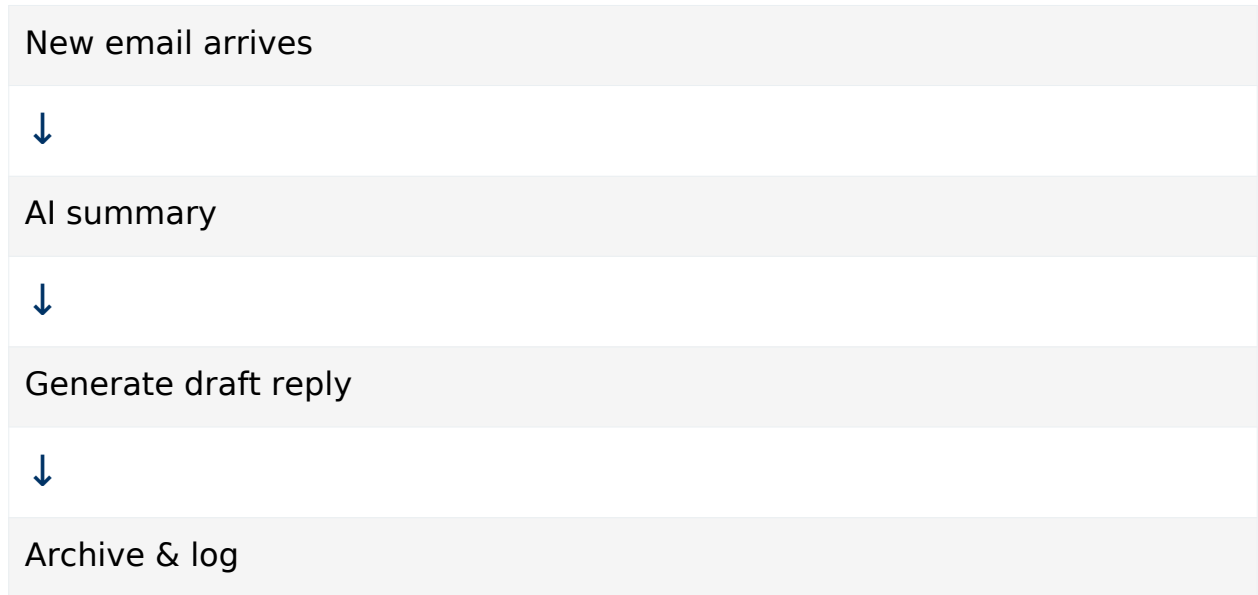 New email arrives
↓
AI summary
↓
Generate draft reply
↓
Archive & log